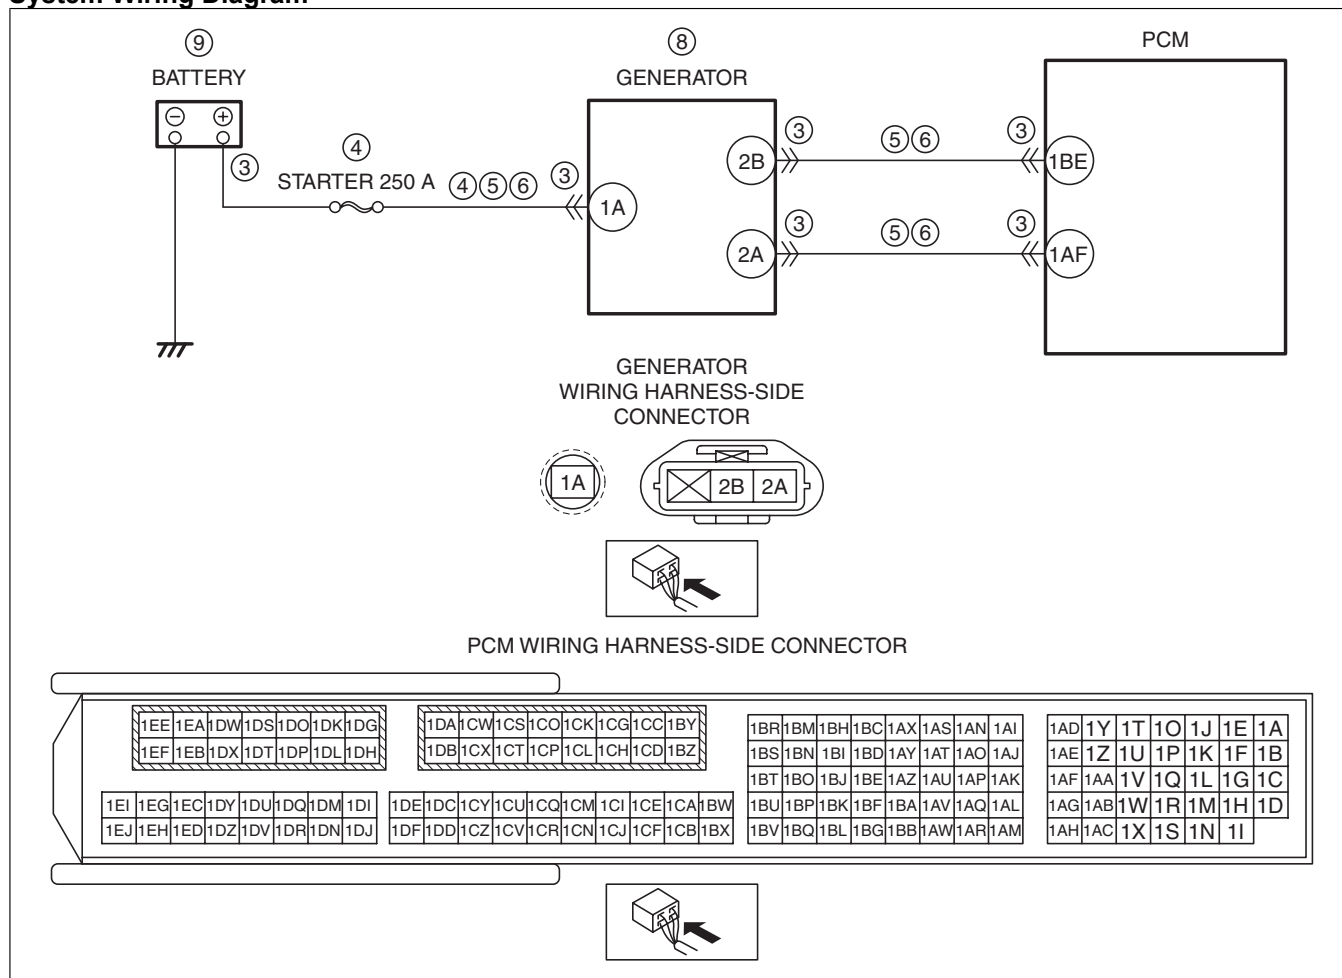 System Wiring Diagram
9
BATTERY
− +
3
4
STARTER 250 A
4 5 6
3
1A
8
GENERATOR
2B
3
5 6
3
1BE
2A
3
5 6
3
1AF
PCM
GENERATOR
WIRING HARNESS-SIDE
CONNECTOR
1A
2B 2A
PCM WIRING HARNESS-SIDE CONNECTOR
1EE 1EA 1DW 1DS 1DO 1DK 1DG
1EF 1EB 1DX 1DT 1DP 1DL 1DH
1EI 1EG 1EC 1DY 1DU 1DQ 1DM 1DI
1EJ 1EH 1ED 1DZ 1DV 1DR 1DN 1DJ
1DA 1CW 1CS 1CO 1CK 1CG 1CC 1BY
1DB 1CX 1CT 1CP 1CL 1CH 1CD 1BZ
1DE 1DC 1CY 1CU 1CQ 1CM 1CI 1CE 1CA 1BW
1DF 1DD 1CZ 1CV 1CR 1CN 1CJ 1CF 1CB 1BX
1BR 1BM 1BH 1BC 1AX 1AS 1AN 1AI
1BS 1BN 1BI 1BD 1AY 1AT 1AO 1AJ
1BT 1BO 1BJ 1BE 1AZ 1AU 1AP 1AK
1BU 1BP 1BK 1BF 1BA 1AV 1AQ 1AL
1BV 1BQ 1BL 1BG 1BB 1AW 1AR 1AM
1AD 1Y 1T 1O 1J 1E 1A
1AE 1Z 1U 1P 1K 1F 1B
1AF 1AA 1V 1Q 1L 1G 1C
1AG 1AB 1W 1R 1M 1H 1D
1AH 1AC 1X 1S 1N 1I